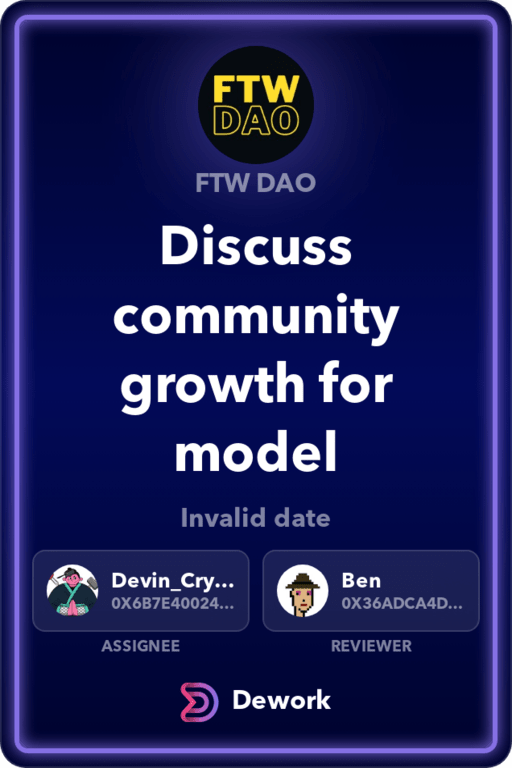 FTW
DAO
FTW DAO
Discuss
community
growth for
model
Invalid date
Devin_Cry...
0X6B7E40024...
Ben
0X36ADCA4D...
ASSIGNEE
REVIEWER
Dework